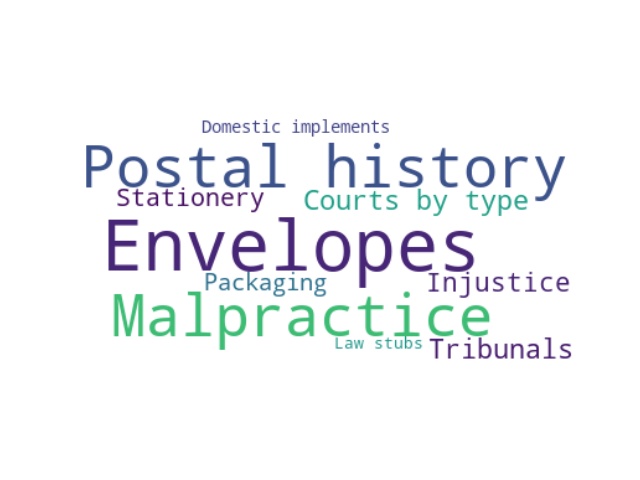 Domestic implements
Postal history
Stationery
Courts by type
Envelopes
Packaging
Injustice
Malpractice
Law stubs
Tribunals